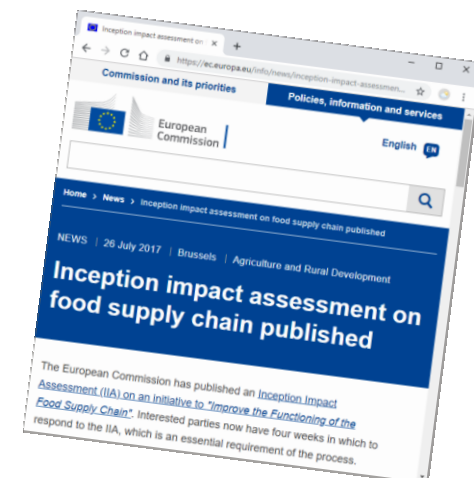 Inception impact assessment on
https://ec.europa.eu/info/news/inception-impact-assessmen...
Commission and its priorities
Policies, information and services
European
Commission
English EN
Home > News > Inception impact assessment on food supply chain published
NEWS | 26 July 2017 | Brussels | Agriculture and Rural Development
Inception impact assessment on
food supply chain published
The European Commission has published an Inception Impact
Assessment (IIA) on an initiative to "Improve the Functioning of the
Food Supply Chain". Interested parties now have four weeks in which to
respond to the IIA, which is an essential requirement of the process.